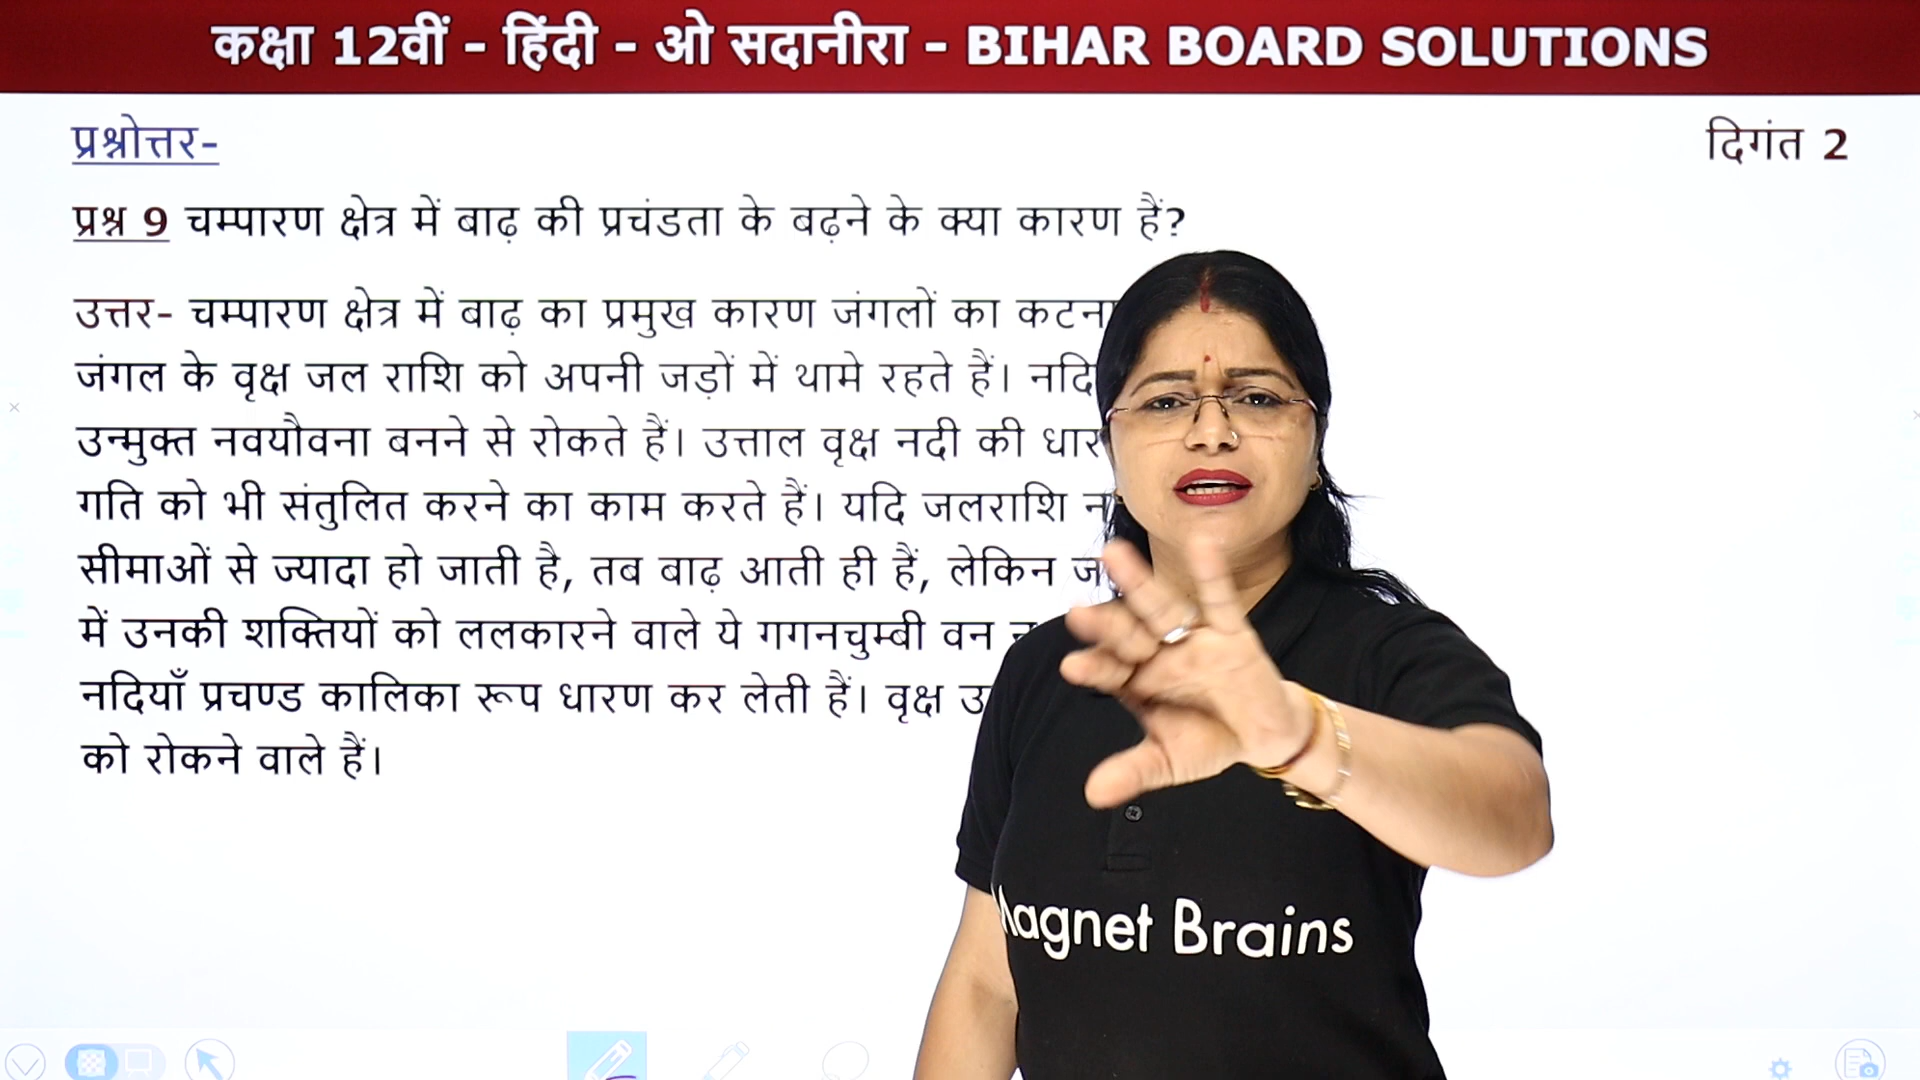 कक्षा 12वीं - हिंदी - ओ सदानीरा - BIHAR BOARD SOLUTIONS
प्रश्नोत्तर-
दिगंत 2
प्रश्न 9 चम्पारण क्षेत्र में बाढ़ की प्रचंडता के बढ़ने के क्या कारण हैं?
उत्तर- चम्पारण क्षेत्र में बाढ़ का प्रमुख कारण जंगलों का कटना
जंगल के वृक्ष जल राशि को अपनी जड़ों में थामे रहते हैं।
उन्मुक्त नवयौवना बनने से रोकते हैं। उत्ताल वृक्ष नदी की
गति को भी संतुलित करने का काम करते हैं। यदि जलराशि
सीमाओं से ज्यादा हो जाती है, तब बाढ़ आती ही हैं, लेकिन
में उनकी शक्तियों को ललकारने वाले ये गगनचुम्बी वन
नदियाँ प्रचण्ड कालिका रूप धारण कर लेती हैं। वृक्ष
को रोकने वाले हैं।
Magnet Brains